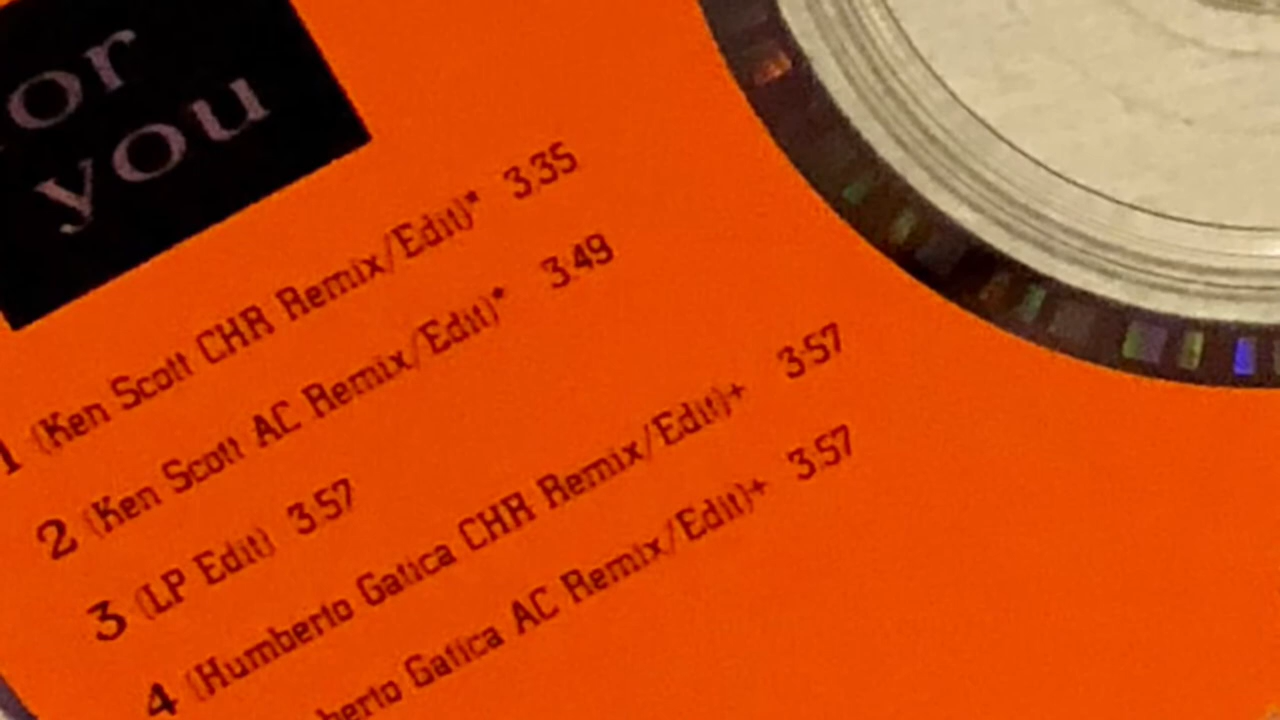 or
you
1 (Ken Scott CHR Remix/Edit)* 3:35
2 (Ken Scott AC Remix/Edit)* 3:49
3 (LP Edit) 3:57
4 (Humberto Gatica CHR Remix/Edit)+ 3:57
berto Gatica AC Remix/Edit)+ 3:57